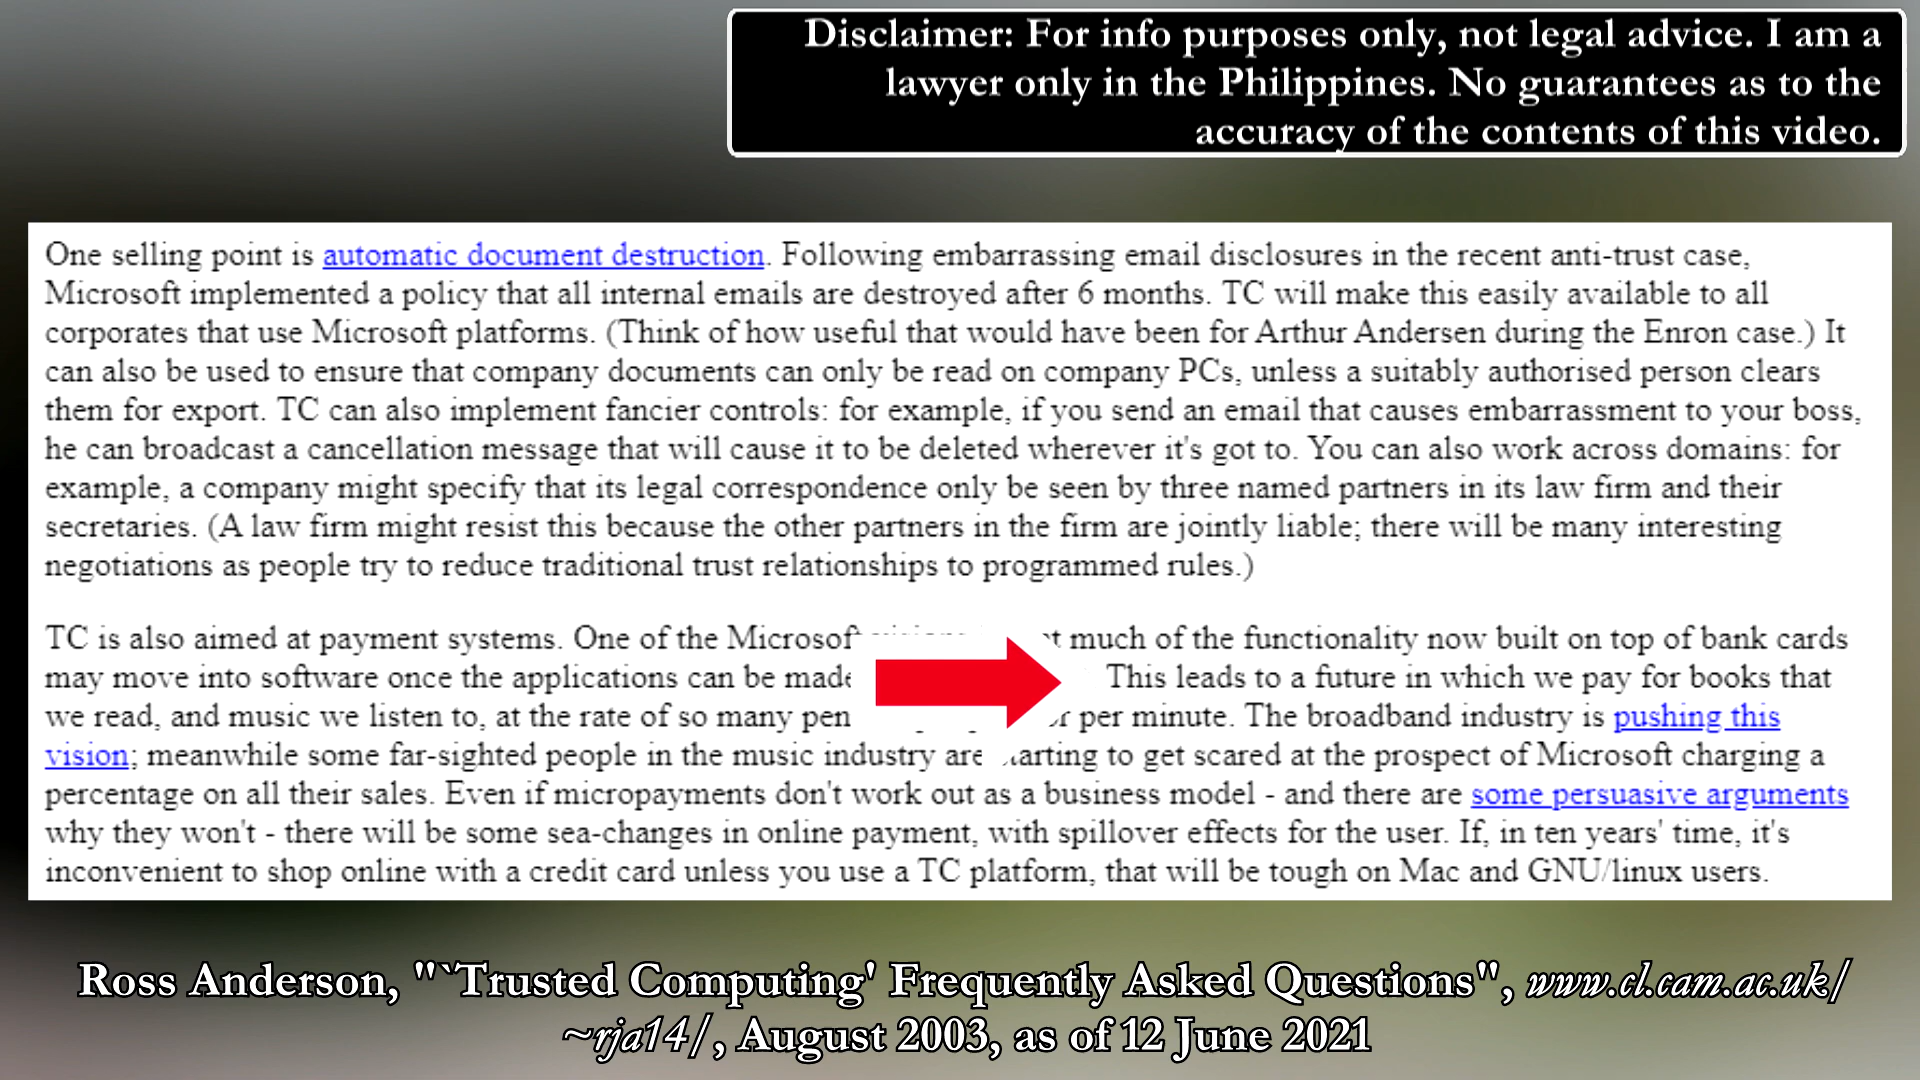 Disclaimer: For info purposes only, not legal advice. I am a
lawyer only in the Philippines. No guarantees as to the
accuracy of the contents of this video.
One selling point is automatic document destruction. Following embarrassing email disclosures in the recent anti-trust case,
Microsoft implemented a policy that all internal emails are destroyed after 6 months. TC will make this easily available to all
corporates that use Microsoft platforms. (Think of how useful that would have been for Arthur Andersen during the Enron case.) It
can also be used to ensure that company documents can only be read on company PCs, unless a suitably authorised person clears
them for export. TC can also implement fancier controls: for example, if you send an email that causes embarrassment to your boss,
he can broadcast a cancellation message that will cause it to be deleted wherever it's got to. You can also work across domains: for
example, a company might specify that its legal correspondence only be seen by three named partners in its law firm and their
secretaries. (A law firm might resist this because the other partners in the firm are jointly liable; there will be many interesting
negotiations as people try to reduce traditional trust relationships to programmed rules.)
TC is also aimed at payment systems. One of the Microsoft much of the functionality now built on top of bank cards
may move into software once the applications can be made This leads to a future in which we pay for books that
we read, and music we listen to, at the rate of so many per minute. The broadband industry is pushing this
vision; meanwhile some far-sighted people in the music industry are starting to get scared at the prospect of Microsoft charging a
percentage on all their sales. Even if micropayments don't work out as a business model - and there are some persuasive arguments
why they won't - there will be some sea-changes in online payment, with spillover effects for the user. If, in ten years' time, it's
inconvenient to shop online with a credit card unless you use a TC platform, that will be tough on Mac and GNU/linux users.
Ross Anderson, "`Trusted Computing' Frequently Asked Questions", www.cl.cam.ac.uk/
~rja14/, August 2003, as of 12 June 2021